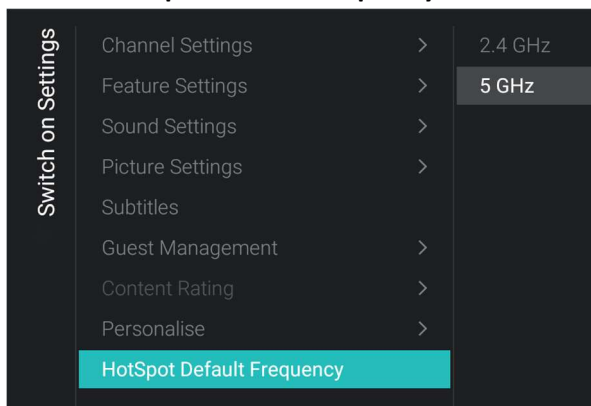 Switch on Settings
Channel Settings >
Feature Settings >
Sound Settings >
Picture Settings >
Subtitles
Guest Management >
Content Rating >
Personalise >
HotSpot Default Frequency
2.4 GHz
5 GHz